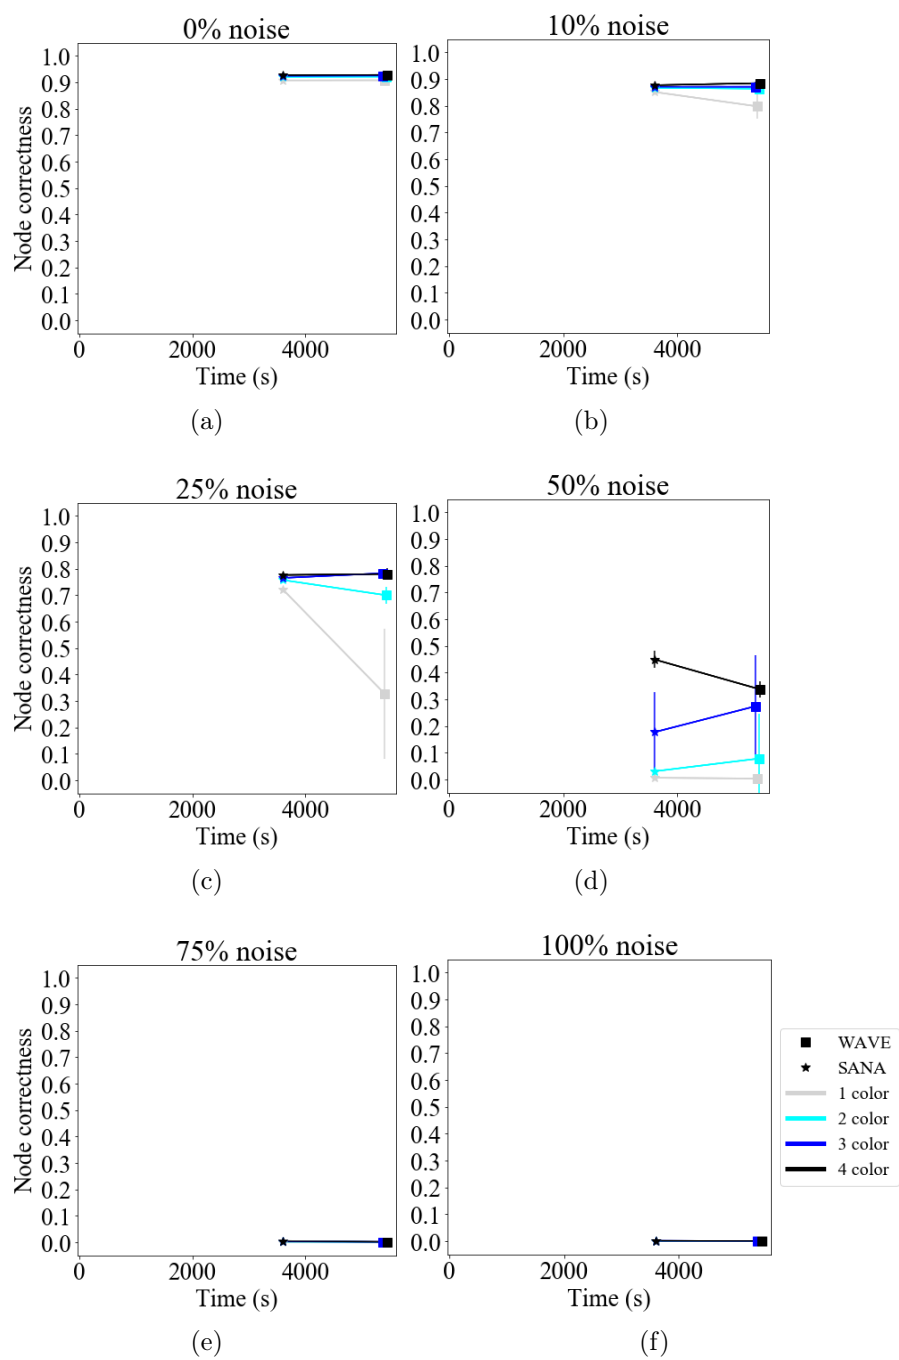 0% noise
10% noise
1.0
0.9
0.8
0.7
0.6
0.5
0.4
0.3
0.2
0.1
0.0
Node correctness
0 2000 4000
Time (s)
(a)
1.0
0.9
0.8
0.7
0.6
0.5
0.4
0.3
0.2
0.1
0.0
0 2000 4000
Time (s)
(b)
25% noise
50% noise
1.0
0.9
0.8
0.7
0.6
0.5
0.4
0.3
0.2
0.1
0.0
Node correctness
0 2000 4000
Time (s)
(c)
1.0
0.9
0.8
0.7
0.6
0.5
0.4
0.3
0.2
0.1
0.0
0 2000 4000
Time (s)
(d)
75% noise
100% noise
1.0
0.9
0.8
0.7
0.6
0.5
0.4
0.3
0.2
0.1
0.0
Node correctness
0 2000 4000
Time (s)
(e)
1.0
0.9
0.8
0.7
0.6
0.5
0.4
0.3
0.2
0.1
0.0
0 2000 4000
Time (s)
(f)
WAVE
SANA
1 color
2 color
3 color
4 color